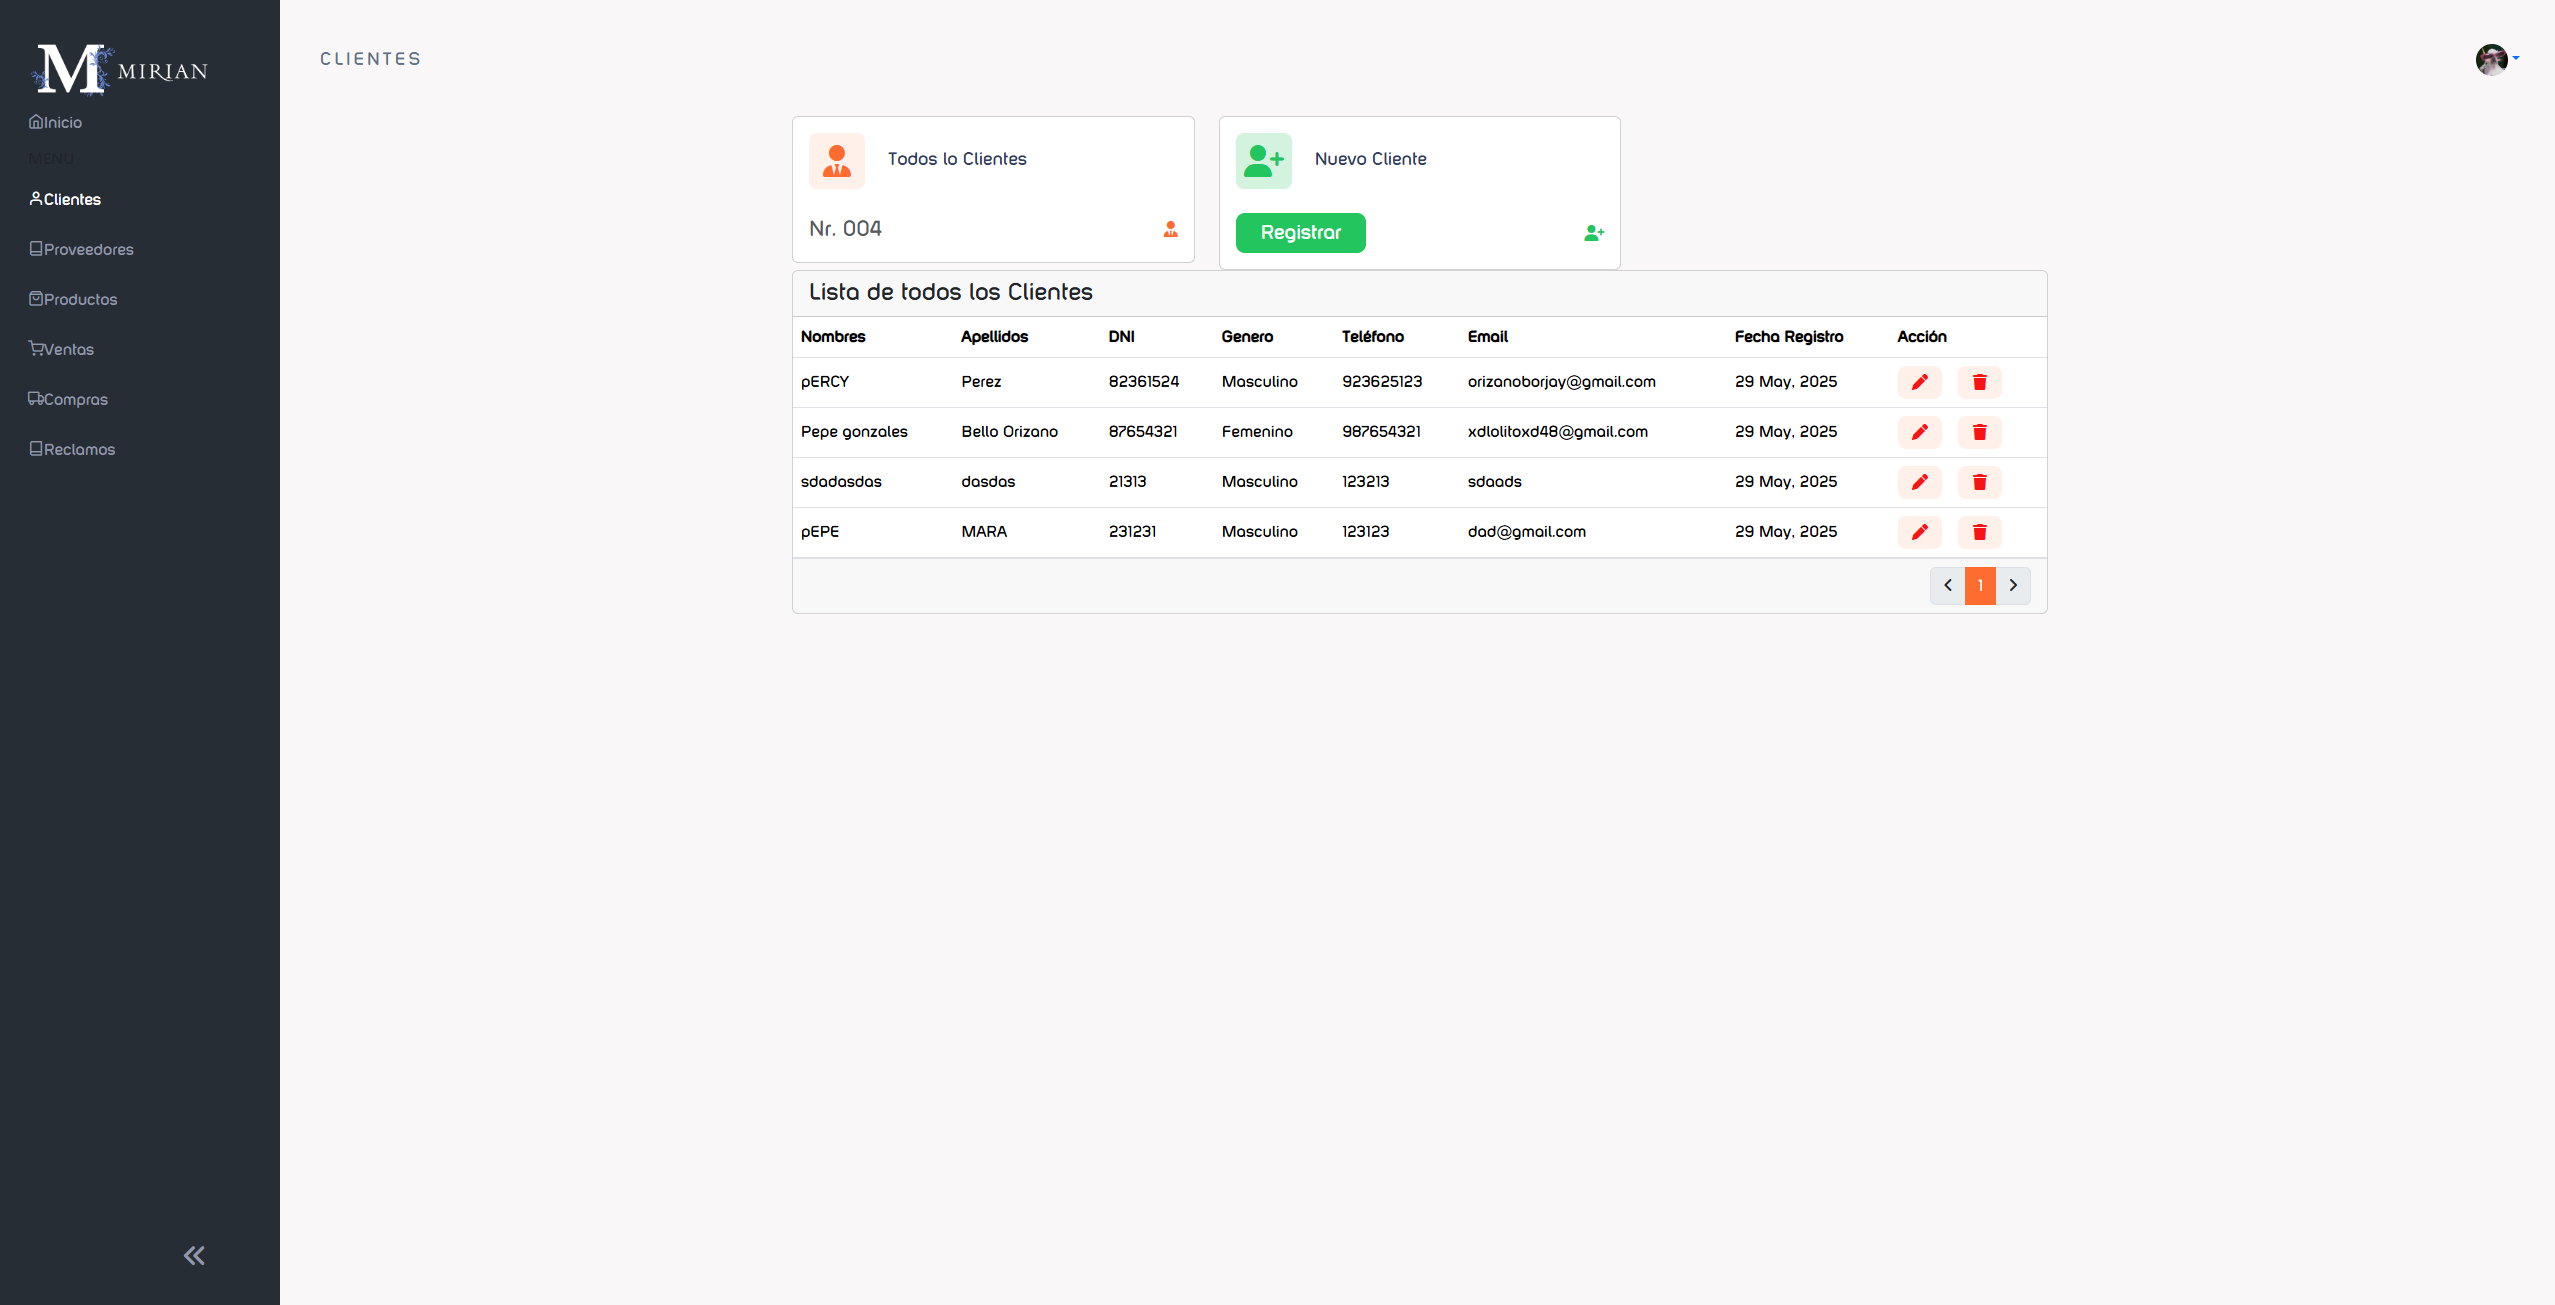 M MIRIAN
Inicio
MENU
Clientes
Proveedores
Productos
Ventas
Compras
Reclamos
CLIENTES
Todos lo Clientes
Nr. 004
Nuevo Cliente
Registrar
Lista de todos los Clientes
Nombres Apellidos DNI Genero Teléfono Email Fecha Registro Acción
pERCY Perez 82361524 Masculino 923625123 orizanoborjay@gmail.com 29 May, 2025
Pepe gonzales Bello Orizano 87654321 Femenino 987654321 xdlolitoxd48@gmail.com 29 May, 2025
sdadasdas dasdas 21313 Masculino 123213 sdaads 29 May, 2025
pEPE MARA 231231 Masculino 123123 dad@gmail.com 29 May, 2025
1